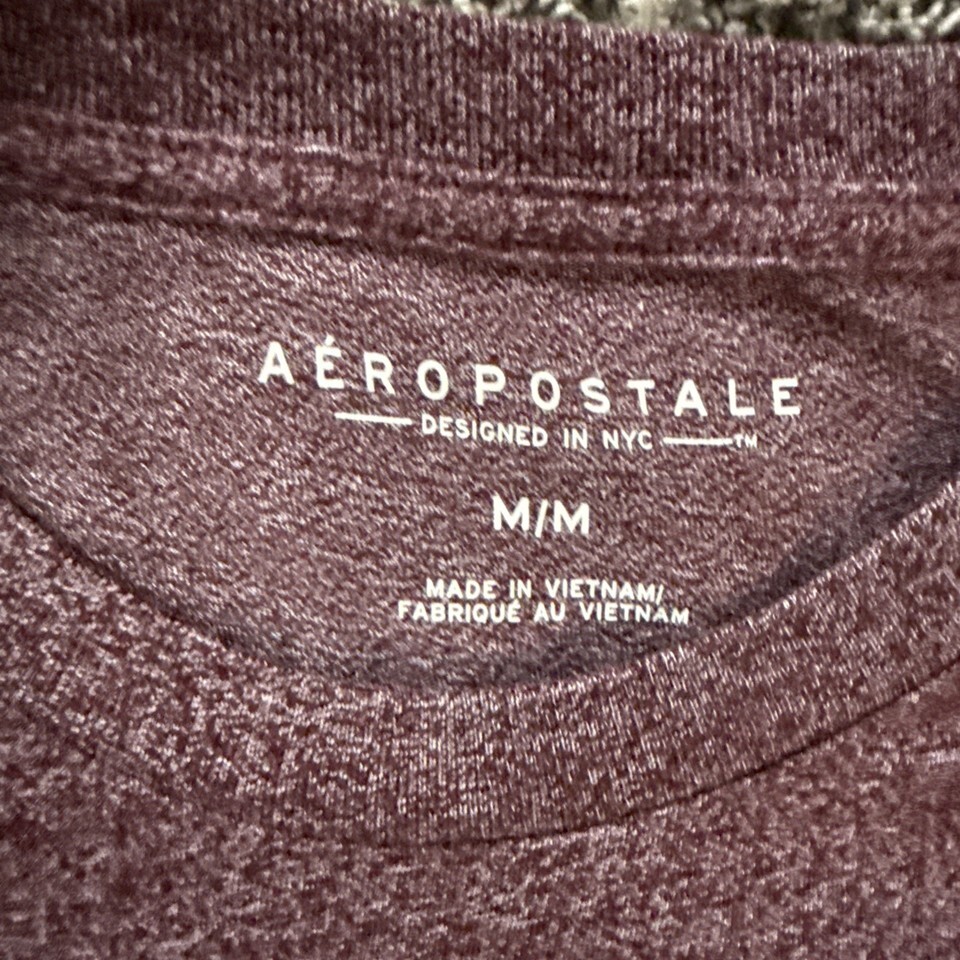 AÉROPOSTALE
DESIGNED IN NYC TM
M/M
MADE IN VIETNAM/
FABRIQUÉ AU VIETNAM